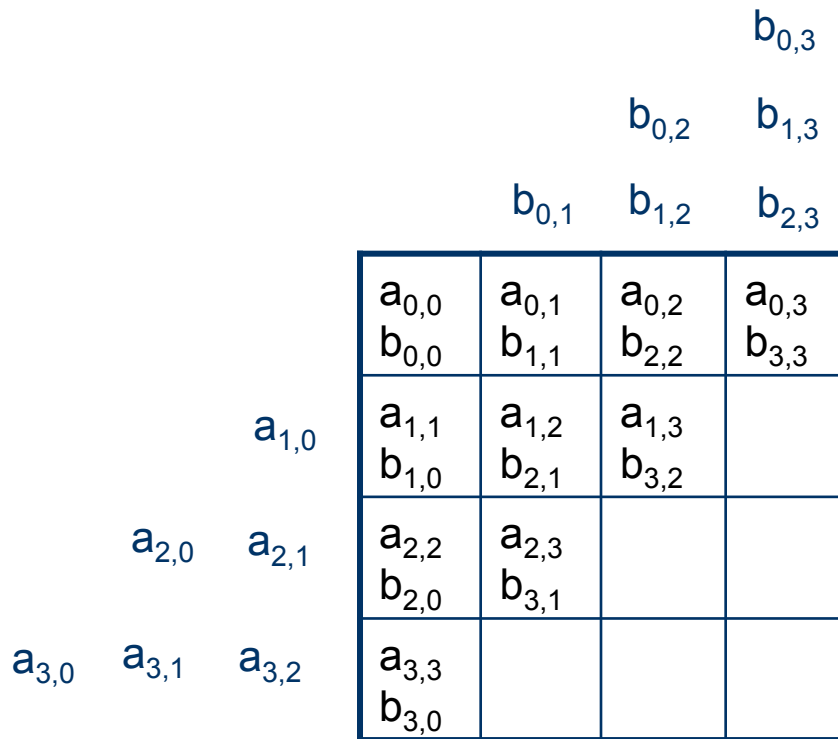 b0,3
b0,2 b1,3
b0,1 b1,2 b2,3
a0,0 a0,1 a0,2 a0,3
b0,0 b1,1 b2,2 b3,3
a1,0 a1,1 a1,2 a1,3
b1,0 b2,1 b3,2
a2,0 a2,1 a2,2 a2,3
b2,0 b3,1
a3,0 a3,1 a3,2 a3,3
b3,0